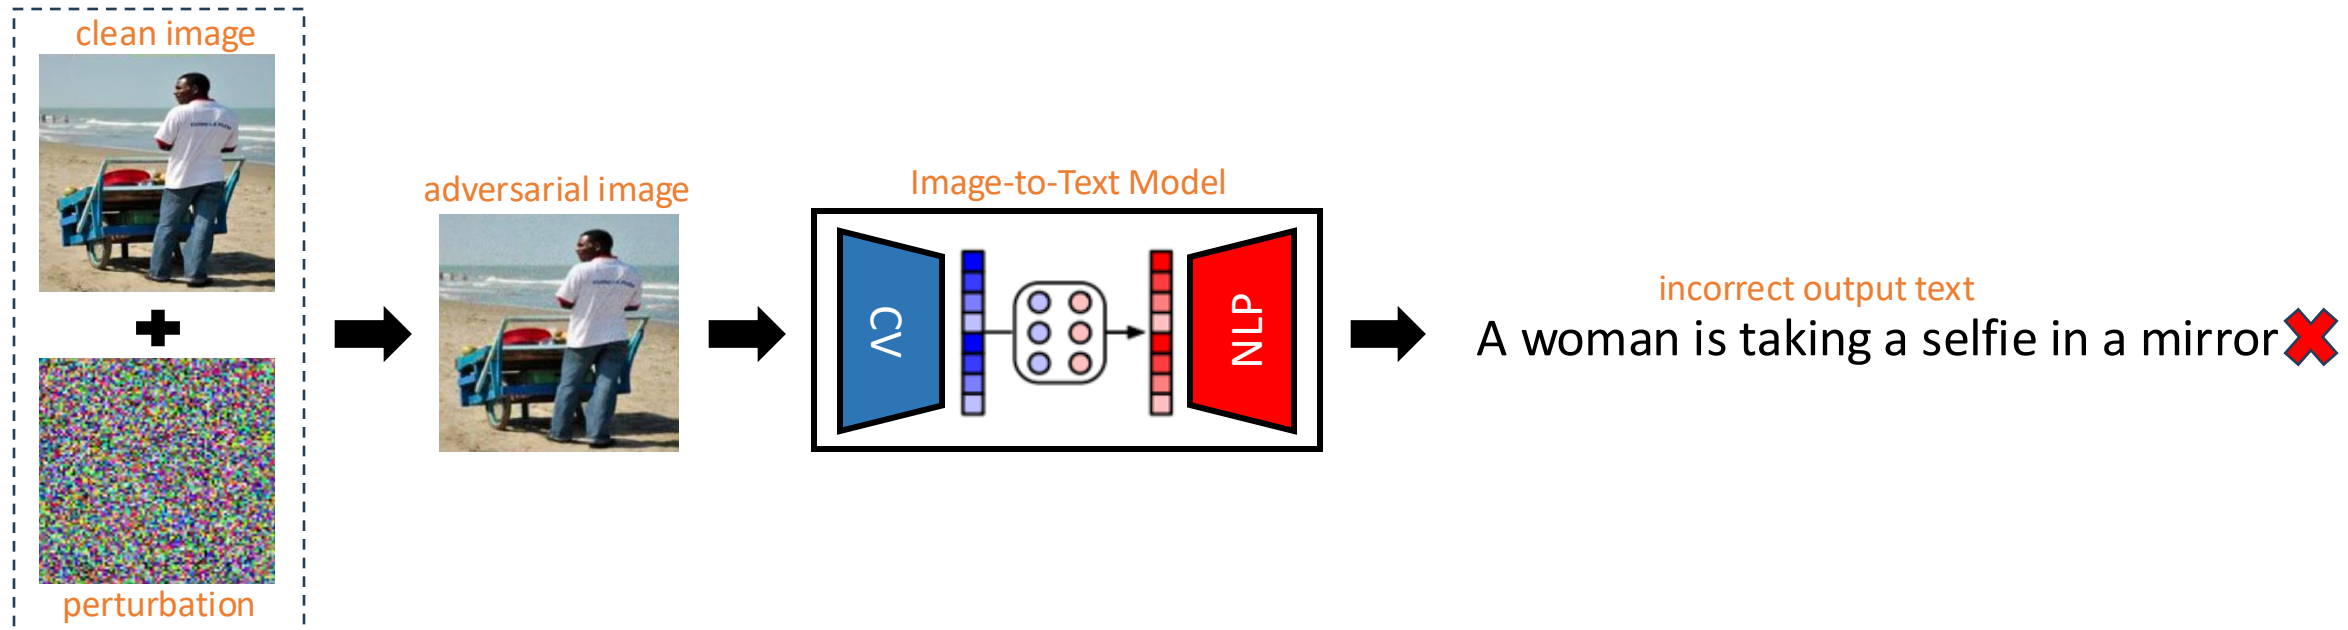 clean image
perturbation
adversarial image
Image-to-Text Model
CV
NLP
incorrect output text
A woman is taking a selfie in a mirror